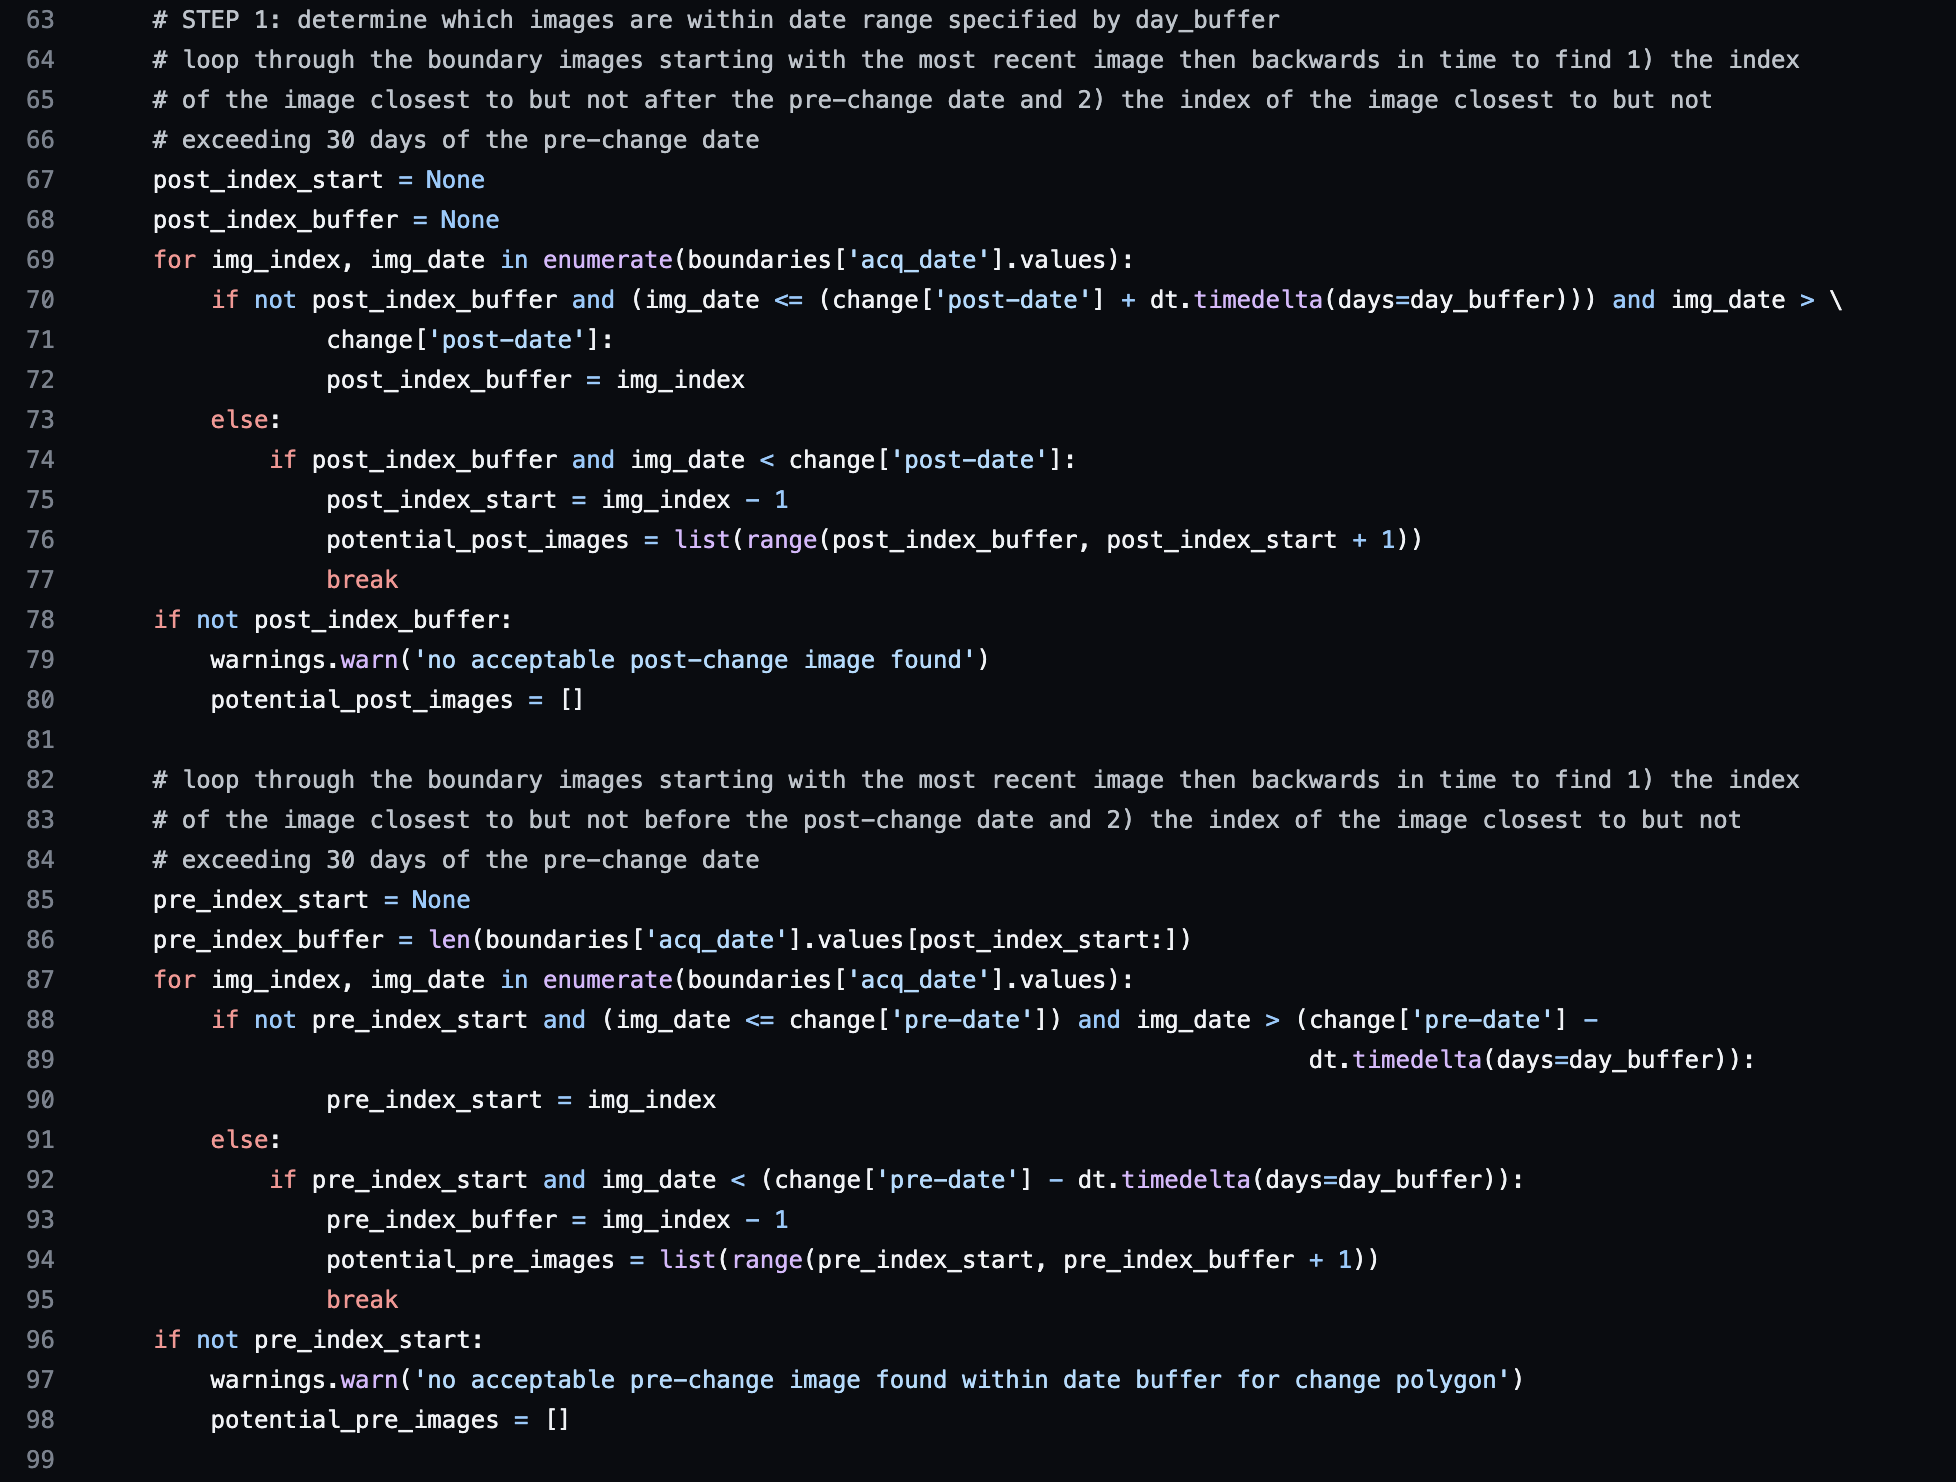 63 # STEP 1: determine which images are within date range specified by day_buffer
64 # loop through the boundary images starting with the most recent image then backwards in time to find 1) the index
65 # of the image closest to but not after the pre-change date and 2) the index of the image closest to but not
66 # exceeding 30 days of the pre-change date
67 post_index_start = None
68 post_index_buffer = None
69 for img_index, img_date in enumerate(boundaries['acq_date'].values):
70     if not post_index_buffer and (img_date <= (change['post-date'] + dt.timedelta(days=day_buffer))) and img_date > \
71             change['post-date']:
72             post_index_buffer = img_index
73     else:
74         if post_index_buffer and img_date < change['post-date']:
75             post_index_start = img_index - 1
76             potential_post_images = list(range(post_index_buffer, post_index_start + 1))
77             break
78 if not post_index_buffer:
79     warnings.warn('no acceptable post-change image found')
80     potential_post_images = []
81
82 # loop through the boundary images starting with the most recent image then backwards in time to find 1) the index
83 # of the image closest to but not before the post-change date and 2) the index of the image closest to but not
84 # exceeding 30 days of the pre-change date
85 pre_index_start = None
86 pre_index_buffer = len(boundaries['acq_date'].values[post_index_start:])
87 for img_index, img_date in enumerate(boundaries['acq_date'].values):
88     if not pre_index_start and (img_date <= change['pre-date']) and img_date > (change['pre-date'] -
89                                                                                 dt.timedelta(days=day_buffer)):
90             pre_index_start = img_index
91     else:
92         if pre_index_start and img_date < (change['pre-date'] - dt.timedelta(days=day_buffer)):
93             pre_index_buffer = img_index - 1
94             potential_pre_images = list(range(pre_index_start, pre_index_buffer + 1))
95             break
96 if not pre_index_start:
97     warnings.warn('no acceptable pre-change image found within date buffer for change polygon')
98     potential_pre_images = []
99